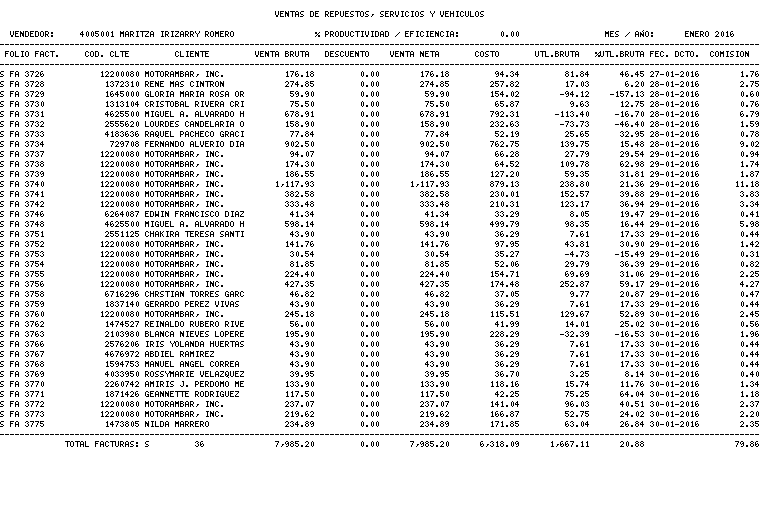 VENTAS DE REPUESTOS, SERVICIOS Y VEHICULOS
VENDEDOR: 4005001 MARITZA IRIZARRY ROMERO % PRODUCTIVIDAD / EFICIENCIA: 0.00 MES / AÑO: ENERO 2016
FOLIO FACT. COD. CLTE CLIENTE VENTA BRUTA DESCUENTO VENTA NETA COSTO UTL.BRUTA %UTL.BRUTA FEC. DCTO. COMISION
S FA 3726 12200080 MOTORAMBAR, INC. 176.18 0.00 176.18 94.34 81.84 46.45 27-01-2016 1.76
S FA 3728 1372310 RENE MAS CINTRON 274.85 0.00 274.85 257.82 17.03 6.20 28-01-2016 2.75
S FA 3729 1645000 GLORIA MARIA ROSA OR 59.90 0.00 59.90 154.02 -94.12 -157.13 28-01-2016 0.60
S FA 3730 1313104 CRISTOBAL RIVERA CRI 75.50 0.00 75.50 65.87 9.63 12.75 28-01-2016 0.76
S FA 3731 4625500 MIGUEL A. ALVARADO H 678.91 0.00 678.91 792.31 -113.40 -16.70 28-01-2016 6.79
S FA 3732 2555620 LOURDES CANDELARIA O 158.90 0.00 158.90 232.63 -73.73 -46.40 28-01-2016 1.59
S FA 3733 4183636 RAQUEL PACHECO GRACI 77.84 0.00 77.84 52.19 25.65 32.95 28-01-2016 0.78
S FA 3734 729708 FERNANDO ALVERIO DIA 902.50 0.00 902.50 762.75 139.75 15.48 28-01-2016 9.02
S FA 3737 12200080 MOTORAMBAR, INC. 94.07 0.00 94.07 66.28 27.79 29.54 29-01-2016 0.94
S FA 3738 12200080 MOTORAMBAR, INC. 174.30 0.00 174.30 64.52 109.78 62.98 29-01-2016 1.74
S FA 3739 12200080 MOTORAMBAR, INC. 186.55 0.00 186.55 127.20 59.35 31.81 29-01-2016 1.87
S FA 3740 12200080 MOTORAMBAR, INC. 1,117.93 0.00 1,117.93 879.13 238.80 21.36 29-01-2016 11.18
S FA 3741 12200080 MOTORAMBAR, INC. 382.58 0.00 382.58 230.01 152.57 39.88 29-01-2016 3.83
S FA 3742 12200080 MOTORAMBAR, INC. 333.48 0.00 333.48 210.31 123.17 36.94 29-01-2016 3.34
S FA 3746 6264087 EDWIN FRANCISCO DIAZ 41.34 0.00 41.34 33.29 8.05 19.47 29-01-2016 0.41
S FA 3748 4625500 MIGUEL A. ALVARADO H 598.14 0.00 598.14 499.79 98.35 16.44 29-01-2016 5.98
S FA 3751 2551125 CHAKIRA TERESA SANTI 43.90 0.00 43.90 36.29 7.61 17.33 29-01-2016 0.44
S FA 3752 12200080 MOTORAMBAR, INC. 141.76 0.00 141.76 97.95 43.81 30.90 29-01-2016 1.42
S FA 3753 12200080 MOTORAMBAR, INC. 30.54 0.00 30.54 35.27 -4.73 -15.49 29-01-2016 0.31
S FA 3754 12200080 MOTORAMBAR, INC. 81.85 0.00 81.85 52.06 29.79 36.39 29-01-2016 0.82
S FA 3755 12200080 MOTORAMBAR, INC. 224.40 0.00 224.40 154.71 69.69 31.06 29-01-2016 2.25
S FA 3756 12200080 MOTORAMBAR, INC. 427.35 0.00 427.35 174.48 252.87 59.17 29-01-2016 4.27
S FA 3758 6716296 CHRSTIAN TORRES GARC 46.82 0.00 46.82 37.05 9.77 20.87 29-01-2016 0.47
S FA 3759 1837140 GERARDO PEREZ VIVAS 43.90 0.00 43.90 36.29 7.61 17.33 29-01-2016 0.44
S FA 3760 12200080 MOTORAMBAR, INC. 245.18 0.00 245.18 115.51 129.67 52.89 30-01-2016 2.45
S FA 3762 1474527 REINALDO RUBERO RIVE 56.00 0.00 56.00 41.99 14.01 25.02 30-01-2016 0.56
S FA 3763 2103980 BLANCA NIEVES LOPERE 195.90 0.00 195.90 228.29 -32.39 -16.53 30-01-2016 1.96
S FA 3766 2576206 IRIS YOLANDA HUERTAS 43.90 0.00 43.90 36.29 7.61 17.33 30-01-2016 0.44
S FA 3767 4676972 ABDIEL RAMIREZ 43.90 0.00 43.90 36.29 7.61 17.33 30-01-2016 0.44
S FA 3768 1594753 MANUEL ANGEL CORREA 43.90 0.00 43.90 36.29 7.61 17.33 30-01-2016 0.44
S FA 3769 4033950 ROSSYMARIE VELAZQUEZ 39.95 0.00 39.95 36.70 3.25 8.14 30-01-2016 0.40
S FA 3770 2260742 AMIRIS J. PERDOMO ME 133.90 0.00 133.90 118.16 15.74 11.76 30-01-2016 1.34
S FA 3771 1871426 GEANNETTE RODRIGUEZ 117.50 0.00 117.50 42.25 75.25 64.04 30-01-2016 1.18
S FA 3772 12200080 MOTORAMBAR, INC. 237.07 0.00 237.07 141.04 96.03 40.51 30-01-2016 2.37
S FA 3773 12200080 MOTORAMBAR, INC. 219.62 0.00 219.62 166.87 52.75 24.02 30-01-2016 2.20
S FA 3775 1473805 NILDA MARRERO 234.89 0.00 234.89 171.85 63.04 26.84 30-01-2016 2.35
TOTAL FACTURAS: S 36 7,985.20 0.00 7,985.20 6,318.09 1,667.11 20.88 79.86